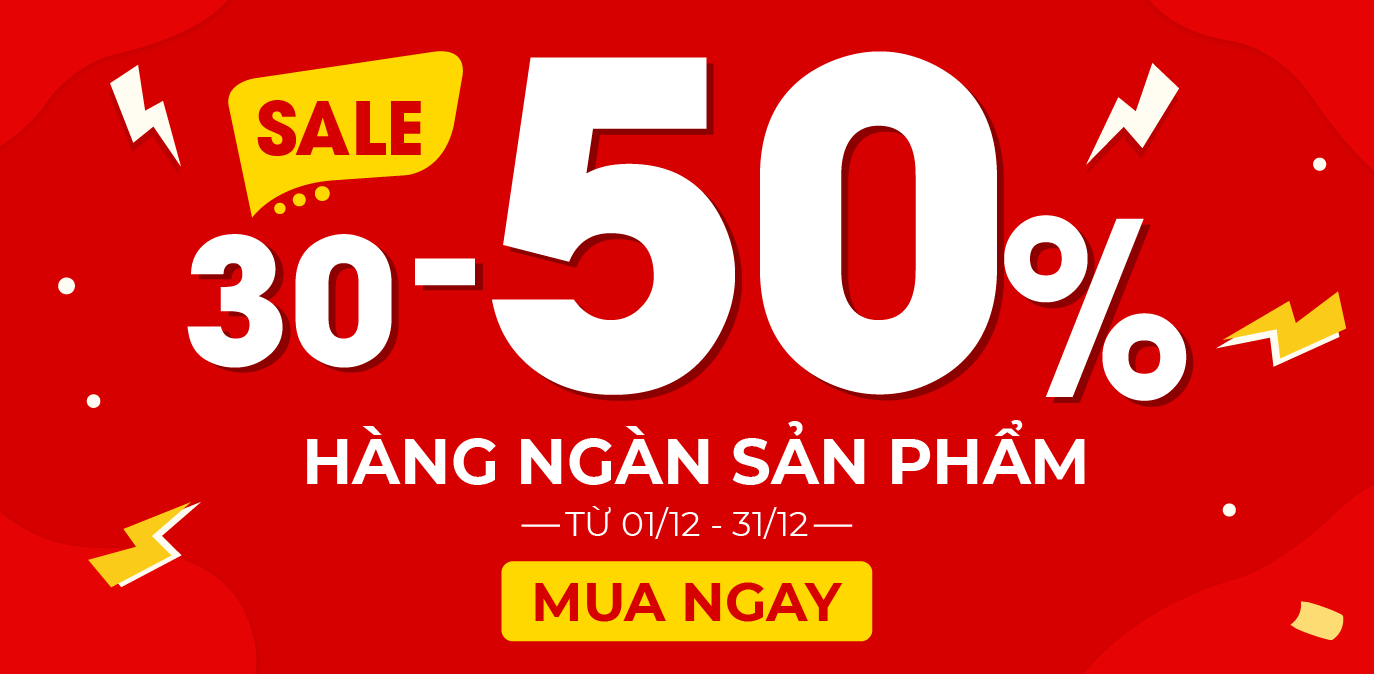 SALE
30-50%
HÀNG NGÀN SẢN PHẨM
TỪ 01/12 - 31/12
MUA NGAY